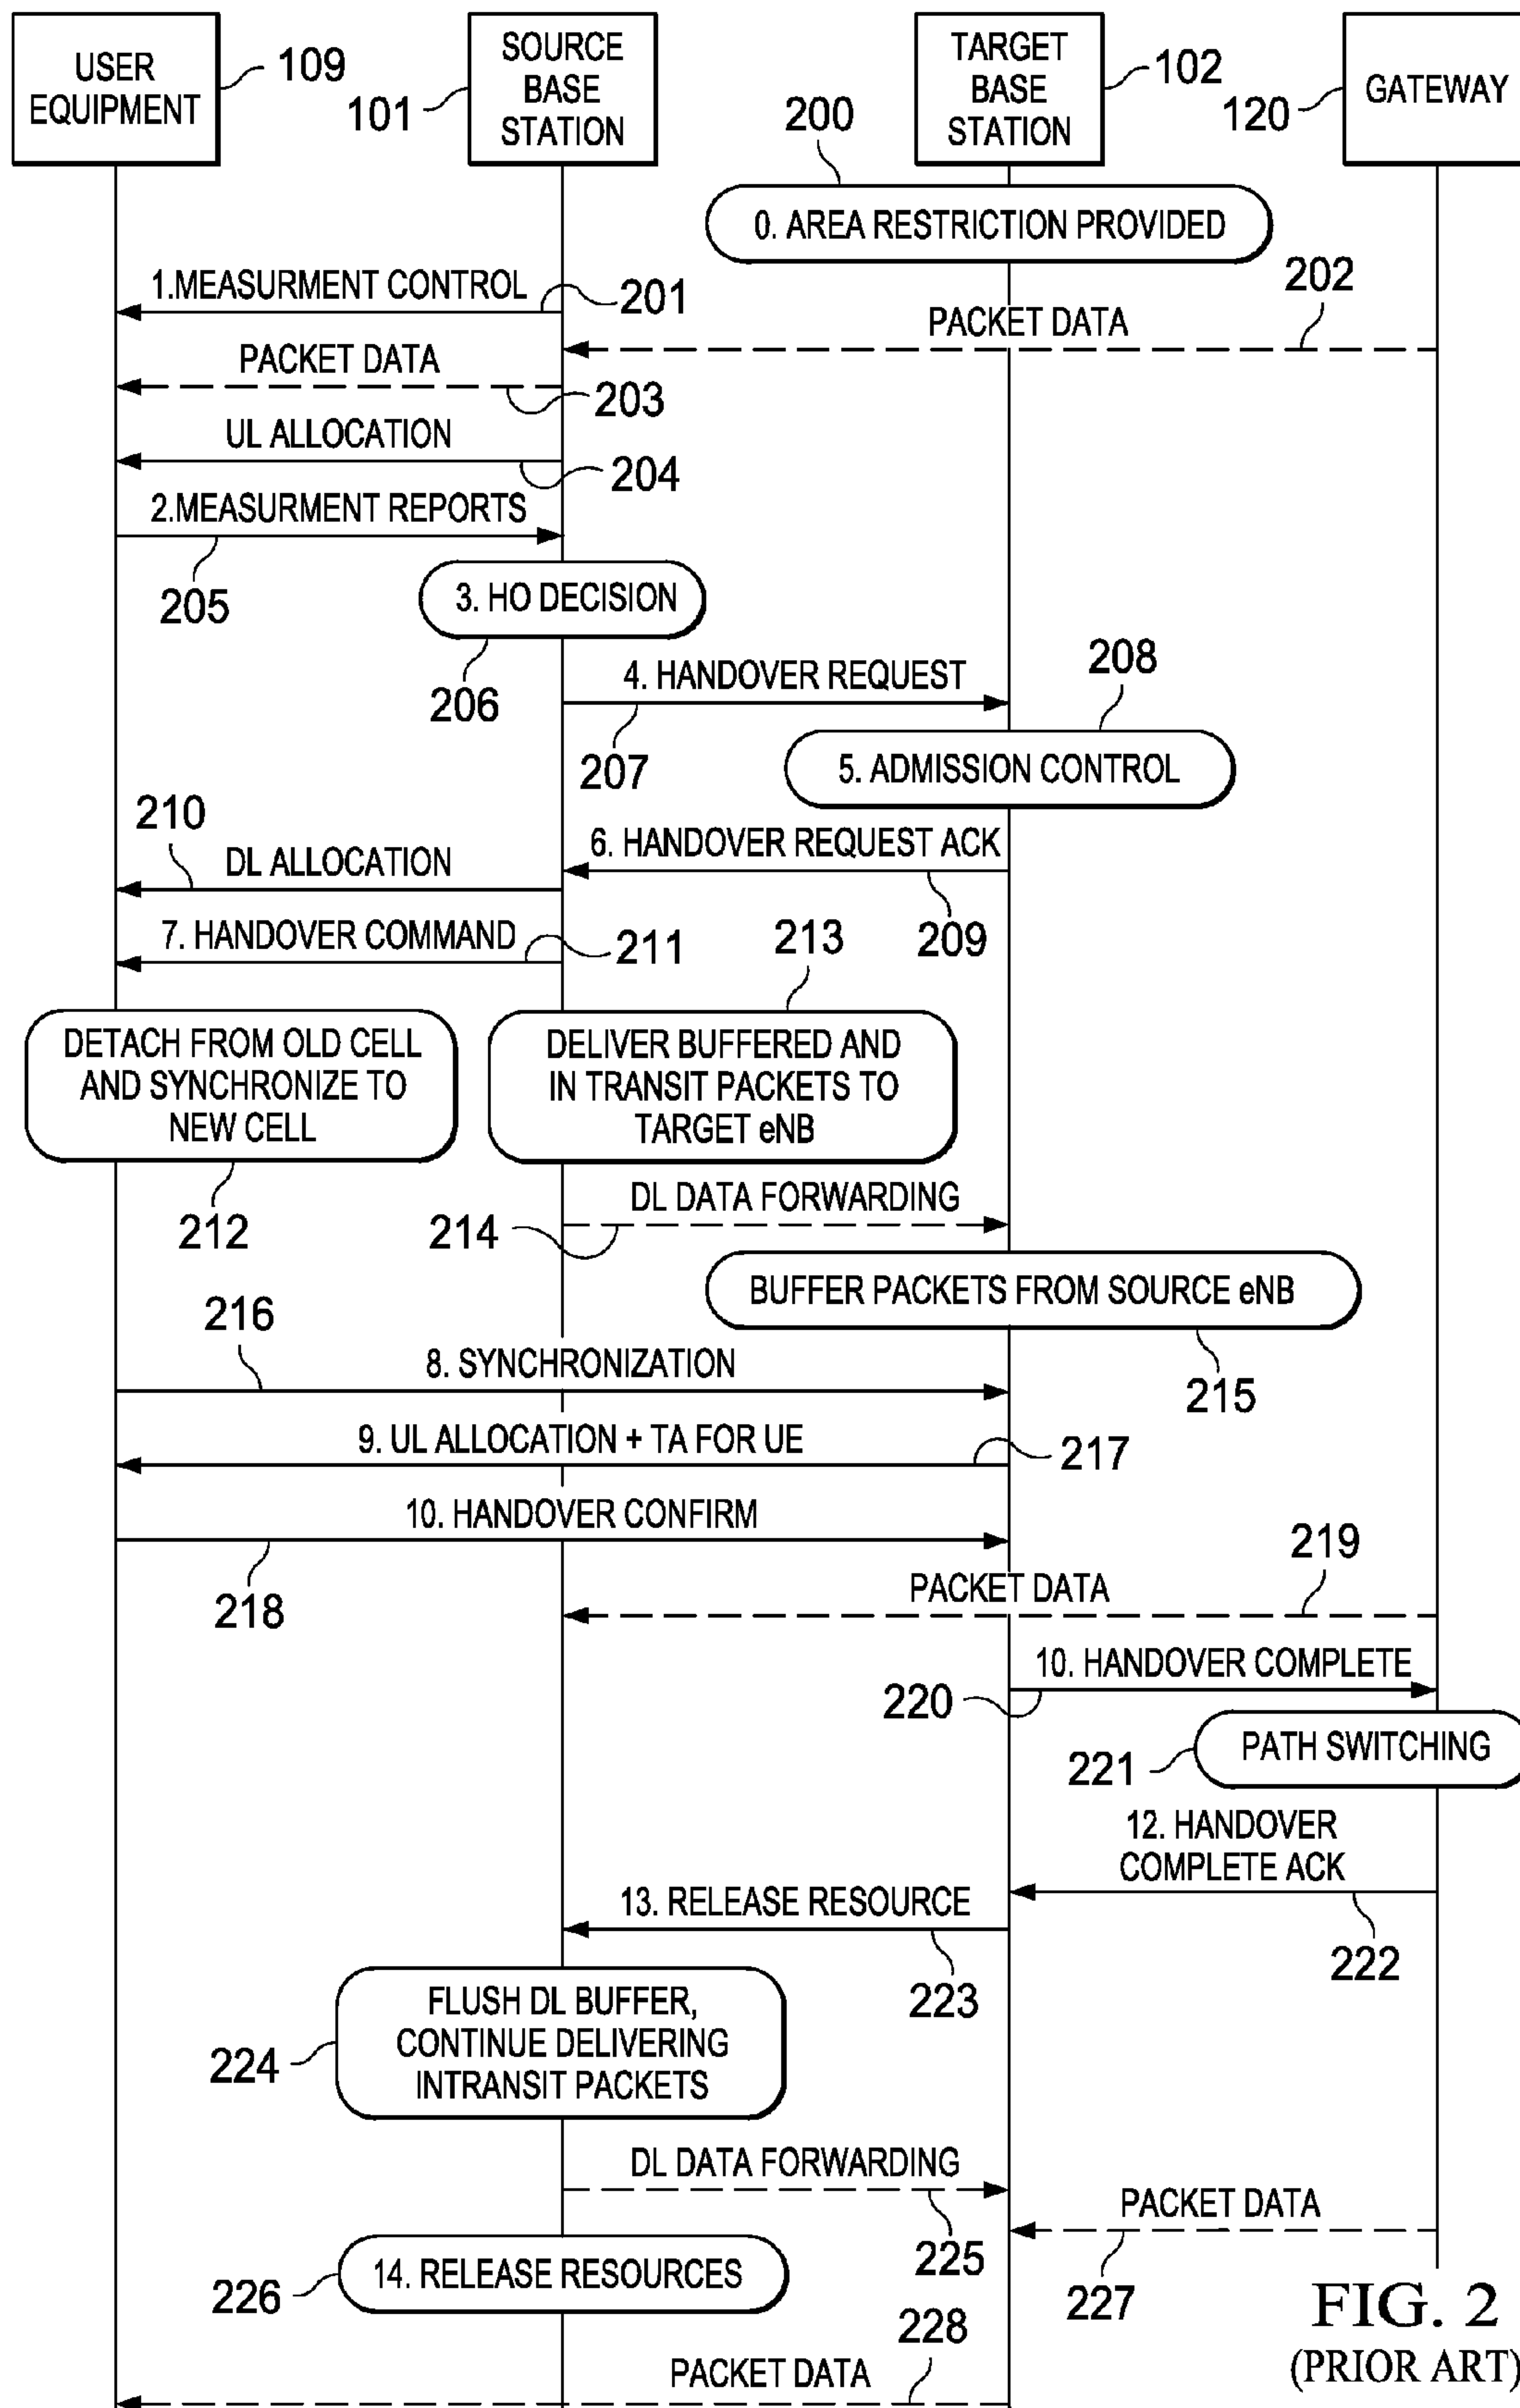 USER
EQUIPMENT
109
SOURCE
BASE
STATION
101
TARGET
BASE
STATION
102
GATEWAY
120
200
0. AREA RESTRICTION PROVIDED
1.MEASURMENT CONTROL
201
202
PACKET DATA
PACKET DATA
203
UL ALLOCATION
204
2.MEASURMENT REPORTS
205
3. HO DECISION
206
4. HANDOVER REQUEST
207
208
5. ADMISSION CONTROL
6. HANDOVER REQUEST ACK
209
210
DL ALLOCATION
7. HANDOVER COMMAND
211
213
DETACH FROM OLD CELL
AND SYNCHRONIZE TO
NEW CELL
212
DELIVER BUFFERED AND
IN TRANSIT PACKETS TO
TARGET eNB
DL DATA FORWARDING
214
BUFFER PACKETS FROM SOURCE eNB
215
216
8. SYNCHRONIZATION
9. UL ALLOCATION + TA FOR UE
217
10. HANDOVER CONFIRM
218
219
PACKET DATA
10. HANDOVER COMPLETE
220
PATH SWITCHING
221
12. HANDOVER
COMPLETE ACK
222
13. RELEASE RESOURCE
223
FLUSH DL BUFFER,
CONTINUE DELIVERING
INTRANSIT PACKETS
224
DL DATA FORWARDING
225
PACKET DATA
227
14. RELEASE RESOURCES
226
228
PACKET DATA
FIG. 2
(PRIOR ART)